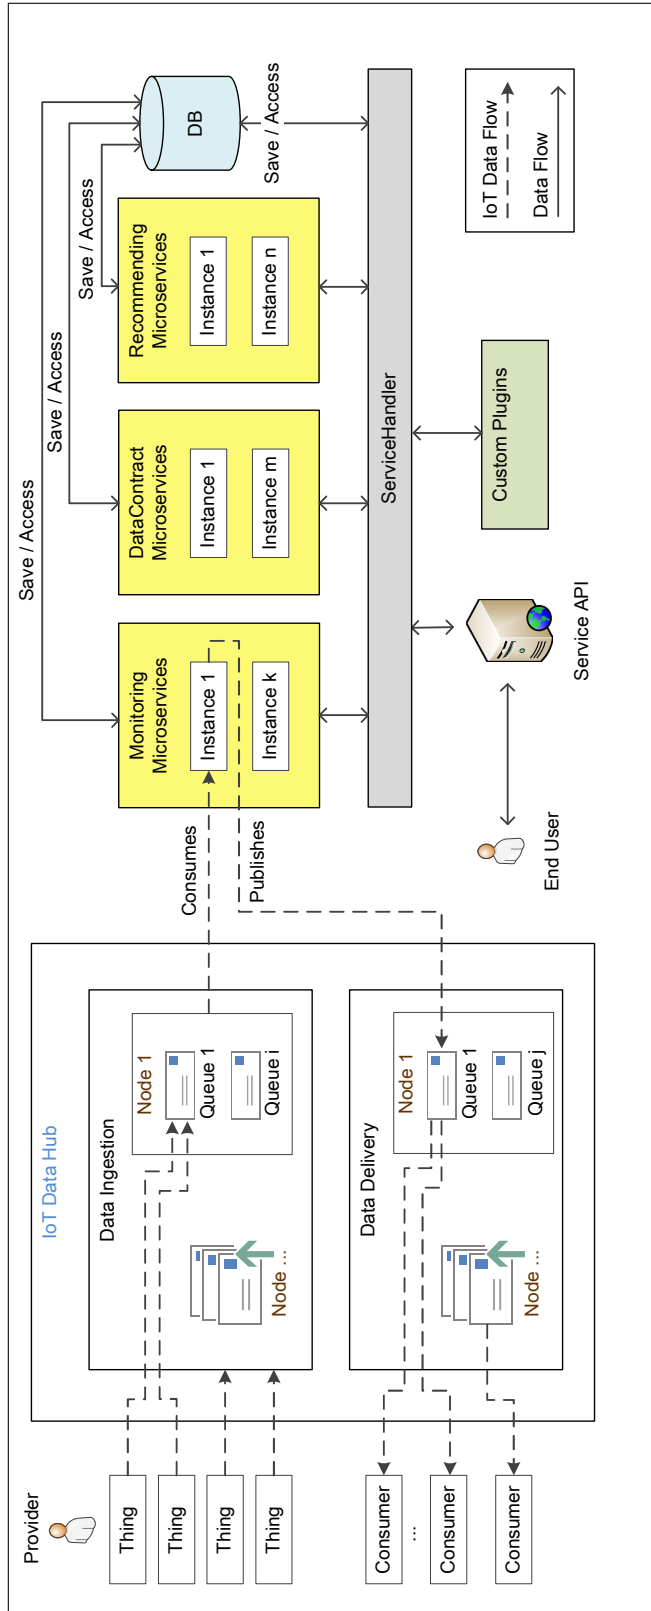 Provider
Thing
Thing
Thing
Thing
Consumer
...
Consumer
Consumer
IoT Data Hub
Data Ingestion
Node ...
Node 1
Queue 1
Queue i
Data Delivery
Node ...
Node 1
Queue 1
Queue j
Consumes
Publishes
Monitoring
Microservices
Instance 1
Instance k
DataContract
Microservices
Instance 1
Instance m
Recommending
Microservices
Instance 1
Instance n
Save / Access
Save / Access
Save / Access
DB
Save / Access
ServiceHandler
End User
Service API
Custom Plugins
IoT Data Flow
Data Flow